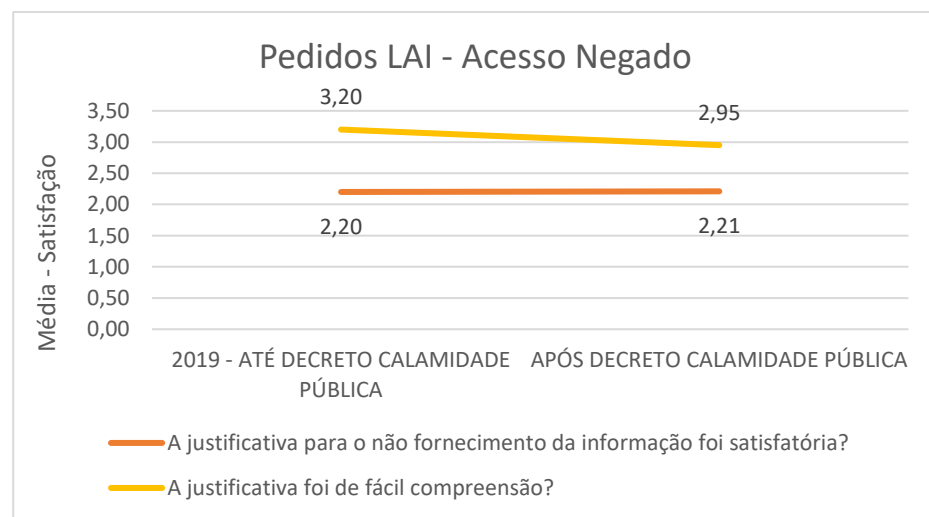 Pedidos LAI - Acesso Negado
3,20
2,95
3,50
3,00
2,50
2,00
1,50
1,00
0,50
0,00
Média - Satisfação
2,20
2,21
2019 - ATÉ DECRETO CALAMIDADE
PÚBLICA
APÓS DECRETO CALAMIDADE PÚBLICA
A justificativa para o não fornecimento da informação foi satisfatória?
A justificativa foi de fácil compreensão?